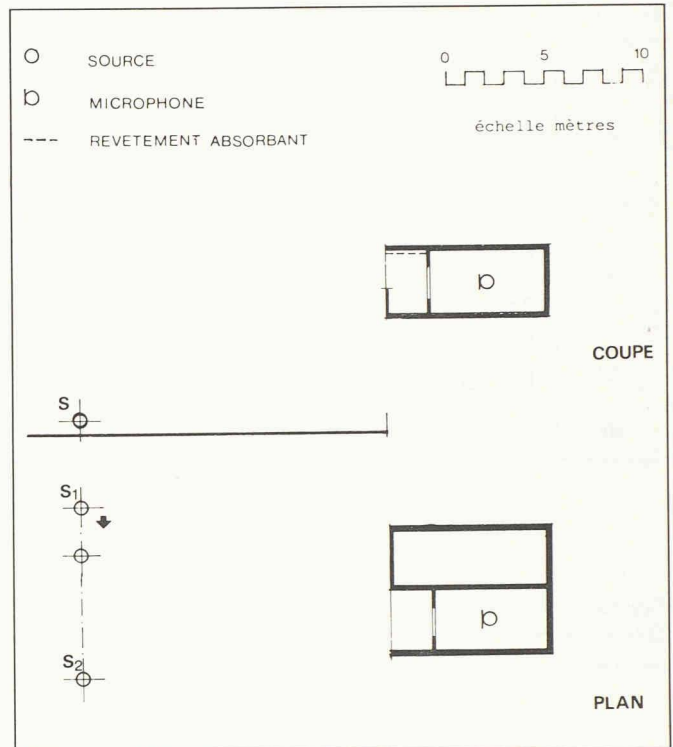 SOURCE
MICROPHONE
REVETEMENT ABSORBANT
0 5 10
échelle mètres
COUPE
S
S1
S2
PLAN